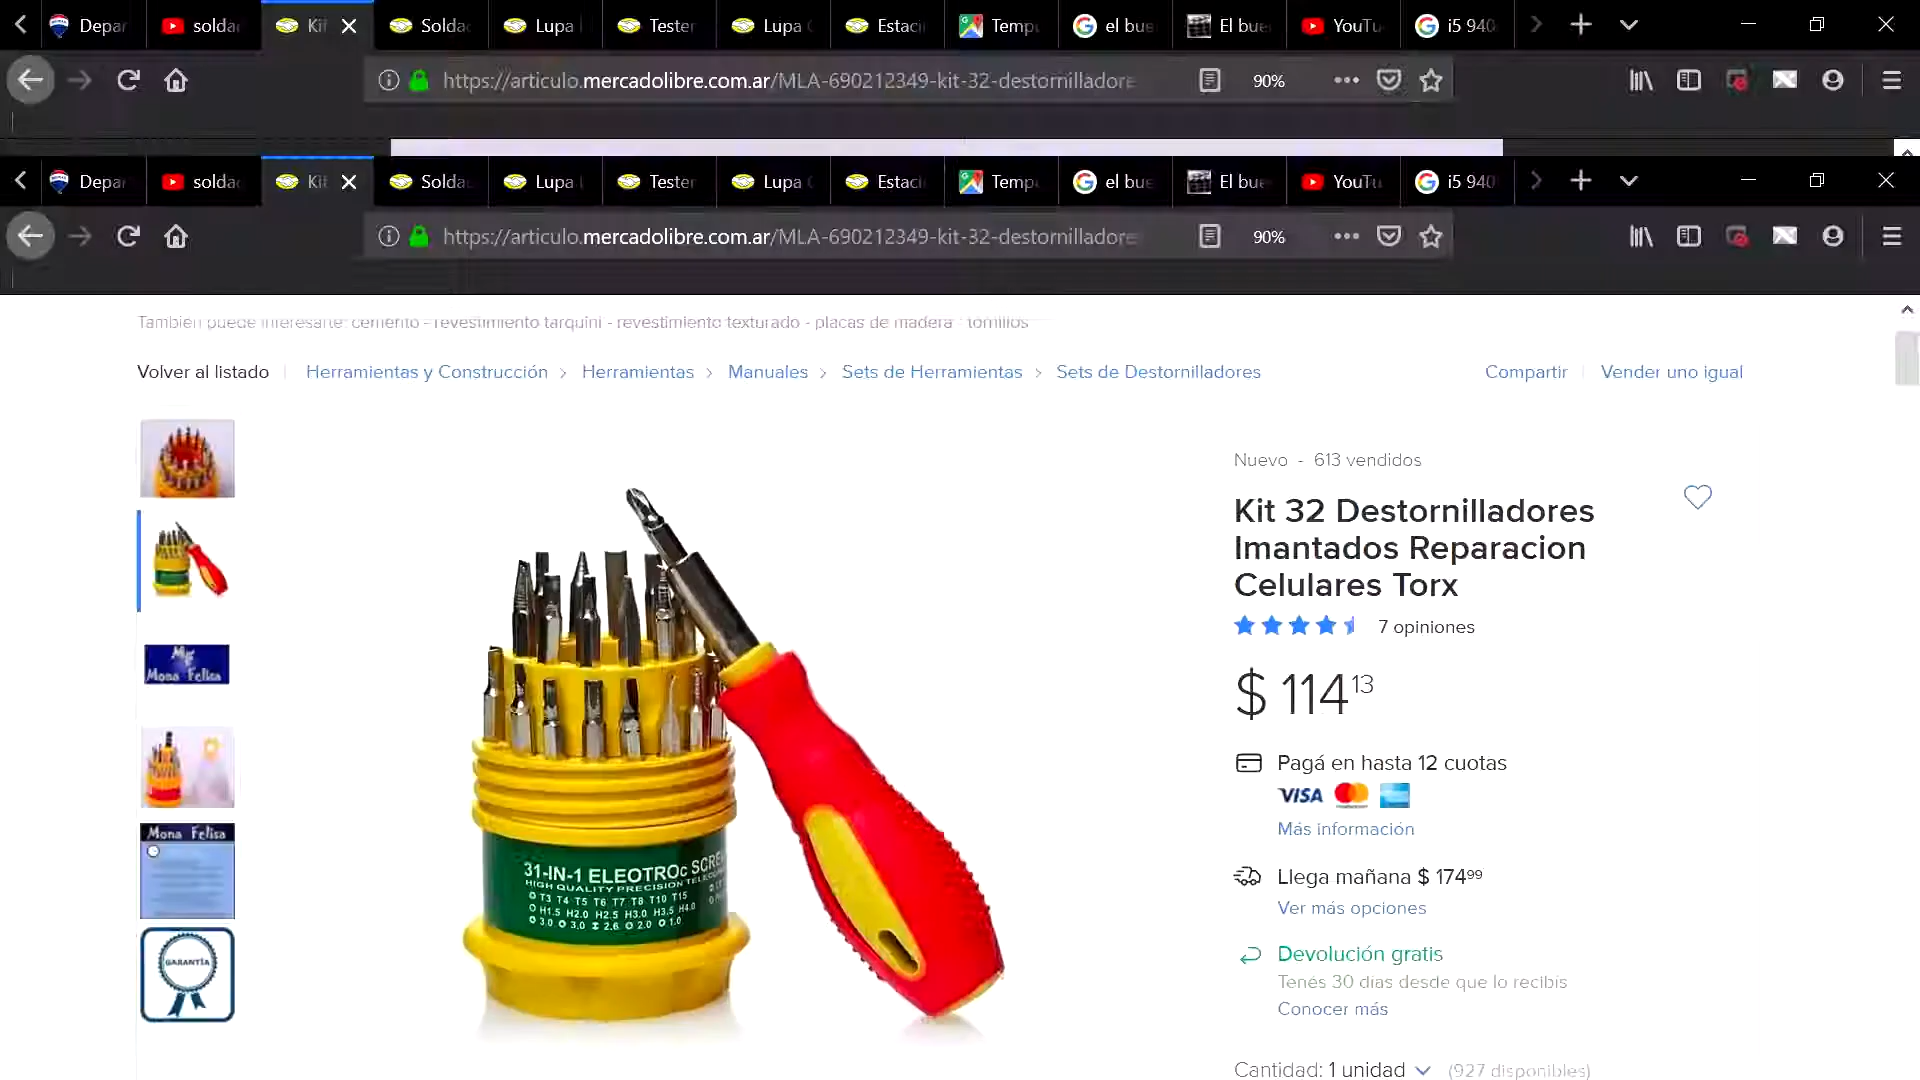 Depar
solda
Kit
Solda
Lupa
Tester
Lupa
Estaci
Tempo
el bue
El bue
YouTu
i5 940
https://articulo.mercadolibre.com.ar/MLA-690212349-kit-32-destornilladore
90%
Depar
solda
Kit
Solda
Lupa
Tester
Lupa
Estaci
Tempo
el bue
El bue
YouTu
i5 940
https://articulo.mercadolibre.com.ar/MLA-690212349-kit-32-destornilladore
90%
También puede interesarte: cemento - revestimiento tarquini - revestimiento texturado - placas de madera - tornillos
Volver al listado
Herramientas y Construcción > Herramientas > Manuales > Sets de Herramientas > Sets de Destornilladores
Compartir
Vender uno igual
Nuevo - 613 vendidos
Kit 32 Destornilladores
Imantados Reparacion
Celulares Torx
7 opiniones
$ 114 13
Pagá en hasta 12 cuotas
VISA
Más información
Llega mañana $ 174 99
Ver más opciones
Devolución gratis
Tenés 30 días desde que lo recibís
Conocer más
Cantidad: 1 unidad (927 disponibles)
Mona Felisa
Mona Felisa
GARANTÍA
31-IN-1 ELEOTROc SCRE
HIGH QUALITY PRECISION
T3 T4 T5 T6 T7 T8 T10 T15
H1.5 H2.0 H2.5 H3.0 H3.5 H4.0
3.0 3.0 2.6 2.0 1.0